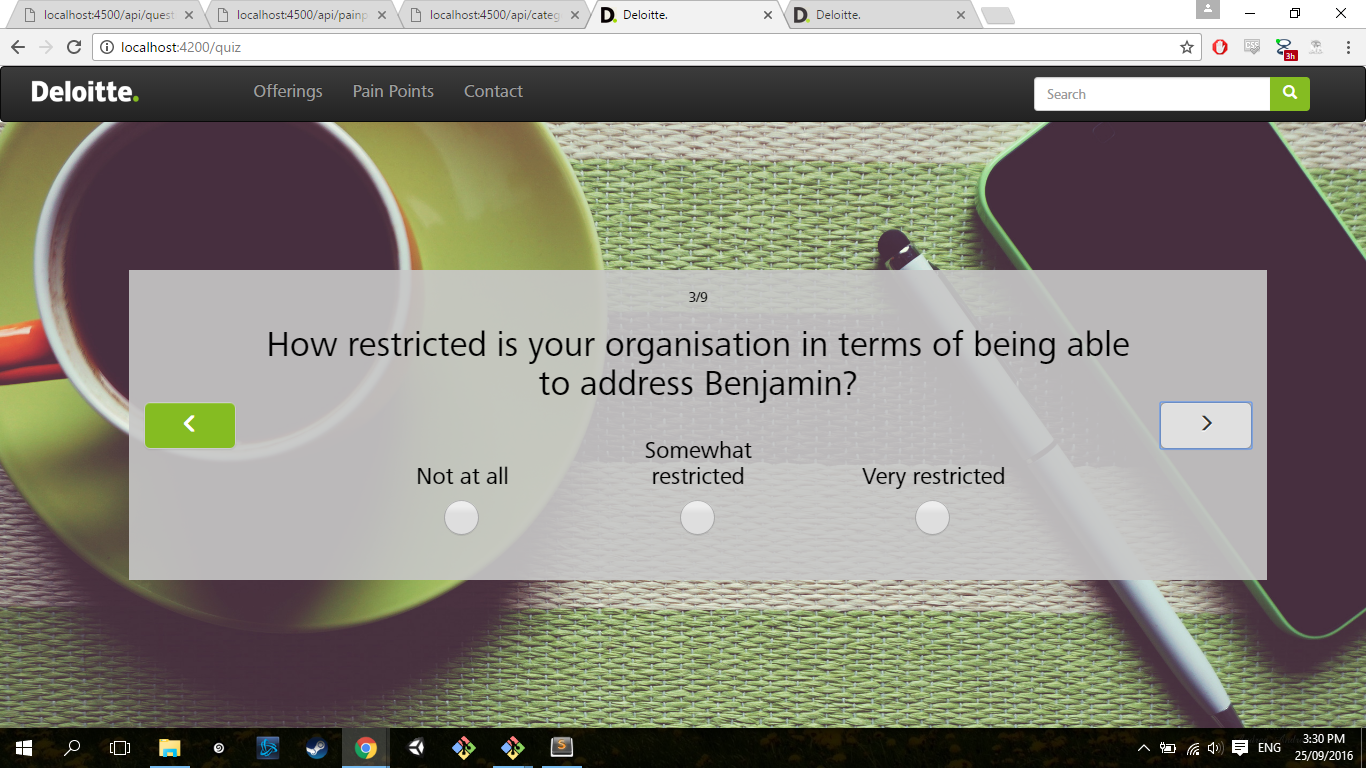 localhost:4500/api/quest
localhost:4500/api/painp
localhost:4500/api/categ
D. Deloitte.
D. Deloitte.
localhost:4200/quiz
CSF
3h
Deloitte.
Offerings
Pain Points
Contact
Search
3/9
How restricted is your organisation in terms of being able
to address Benjamin?
Not at all
Somewhat
restricted
Very restricted
S
ENG
3:30 PM
25/09/2016